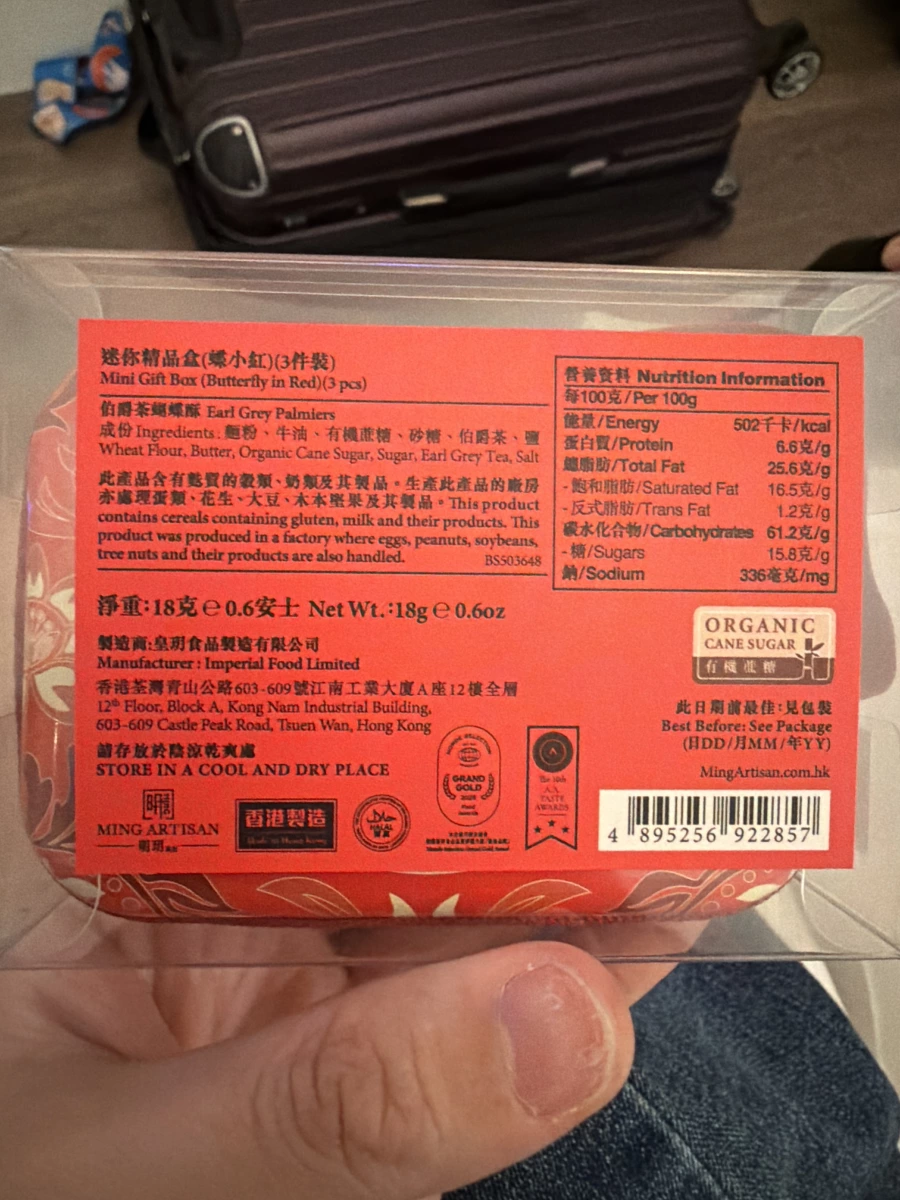 迷你精品盒(蝶小紅)(3件裝)
Mini Gift Box (Butterfly in Red)(3 pcs)
伯爵茶蝴蝶酥 Earl Grey Palmiers
成份 Ingredients : 麵粉、牛油、有機蔗糖、砂糖、伯爵茶、鹽
Wheat Flour, Butter, Organic Cane Sugar, Sugar, Earl Grey Tea, Salt
此產品含有麩質的穀類、奶類及其製品。生產此產品的廠房
亦處理蛋類、花生、大豆、木本堅果及其製品。This product
contains cereals containing gluten, milk and their products. This
product was produced in a factory where eggs, peanuts, soybeans,
tree nuts and their products are also handled. BS503648
淨重:18克 ℮ 0.6安士 Net Wt.:18g ℮ 0.6oz
製造商:皇玥食品製造有限公司
Manufacturer : Imperial Food Limited
香港荃灣青山公路603-609號江南工業大廈A座12樓全層
12th Floor, Block A, Kong Nam Industrial Building,
603-609 Castle Peak Road, Tsuen Wan, Hong Kong
請存放於陰涼乾爽處
STORE IN A COOL AND DRY PLACE
MING ARTISAN
明玥
香港製造
Made in Hong Kong
HALAL
GRAND
GOLD
The 10th
A.A.
TASTE
AWARDS
營養資料 Nutrition Information
每100克/Per 100g
能量/Energy 502千卡/kcal
蛋白質/Protein 6.6克/g
總脂肪/Total Fat 25.6克/g
- 飽和脂肪/Saturated Fat 16.5克/g
- 反式脂肪/Trans Fat 1.2克/g
碳水化合物/Carbohydrates 61.2克/g
- 糖/Sugars 15.8克/g
鈉/Sodium 336毫克/mg
ORGANIC
CANE SUGAR
有機蔗糖
此日期前最佳:見包裝
Best Before: See Package
(日DD/月MM/年YY)
MingArtisan.com.hk
4 895256 922857